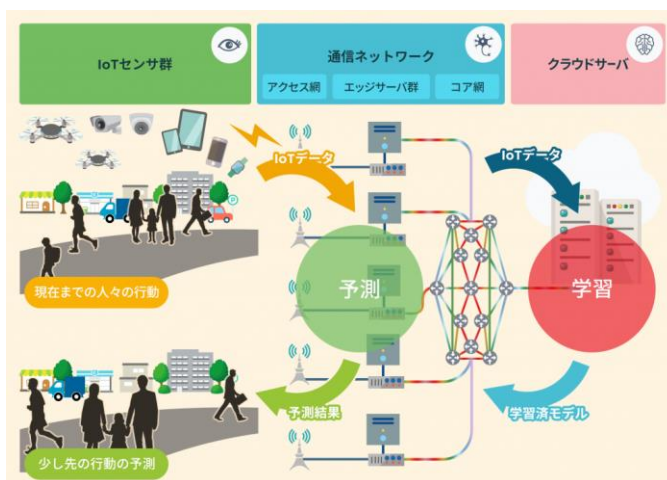 IoTセンサ群
通信ネットワーク
アクセス網
エッジサーバ群
コア網
クラウドサーバ
IoTデータ
IoTデータ
P
現在までの人々の行動
予測
学習
予測結果
学習済モデル
少し先の行動の予測